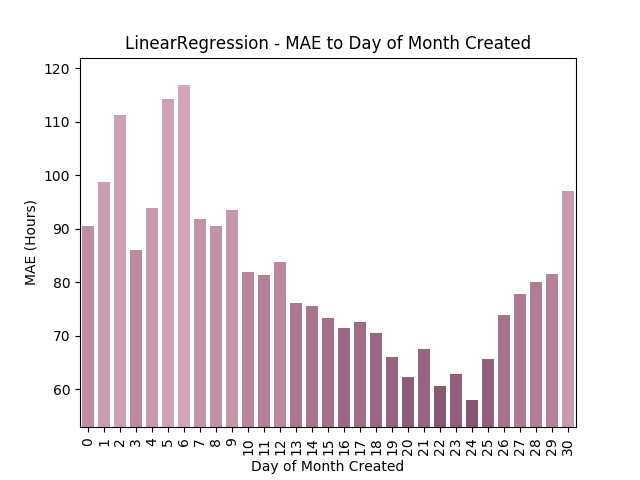 LinearRegression - MAE to Day of Month Created
120
110
100
90
80
70
60
MAE (Hours)
0 1 2 3 4 5 6 7 8 9 10 11 12 13 14 15 16 17 18 19 20 21 22 23 24 25 26 27 28 29 30
Day of Month Created